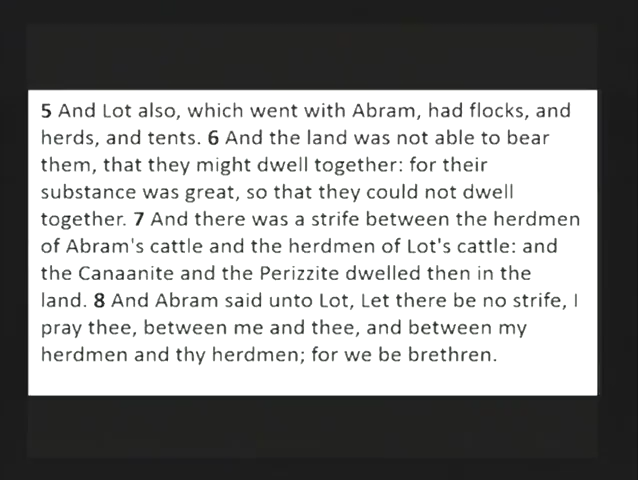 5 And Lot also, which went with Abram, had flocks, and
herds, and tents. 6 And the land was not able to bear
them, that they might dwell together: for their
substance was great, so that they could not dwell
together. 7 And there was a strife between the herdmen
of Abram's cattle and the herdmen of Lot's cattle: and
the Canaanite and the Perizzite dwelled then in the
land. 8 And Abram said unto Lot, Let there be no strife, I
pray thee, between me and thee, and between my
herdmen and thy herdmen; for we be brethren.